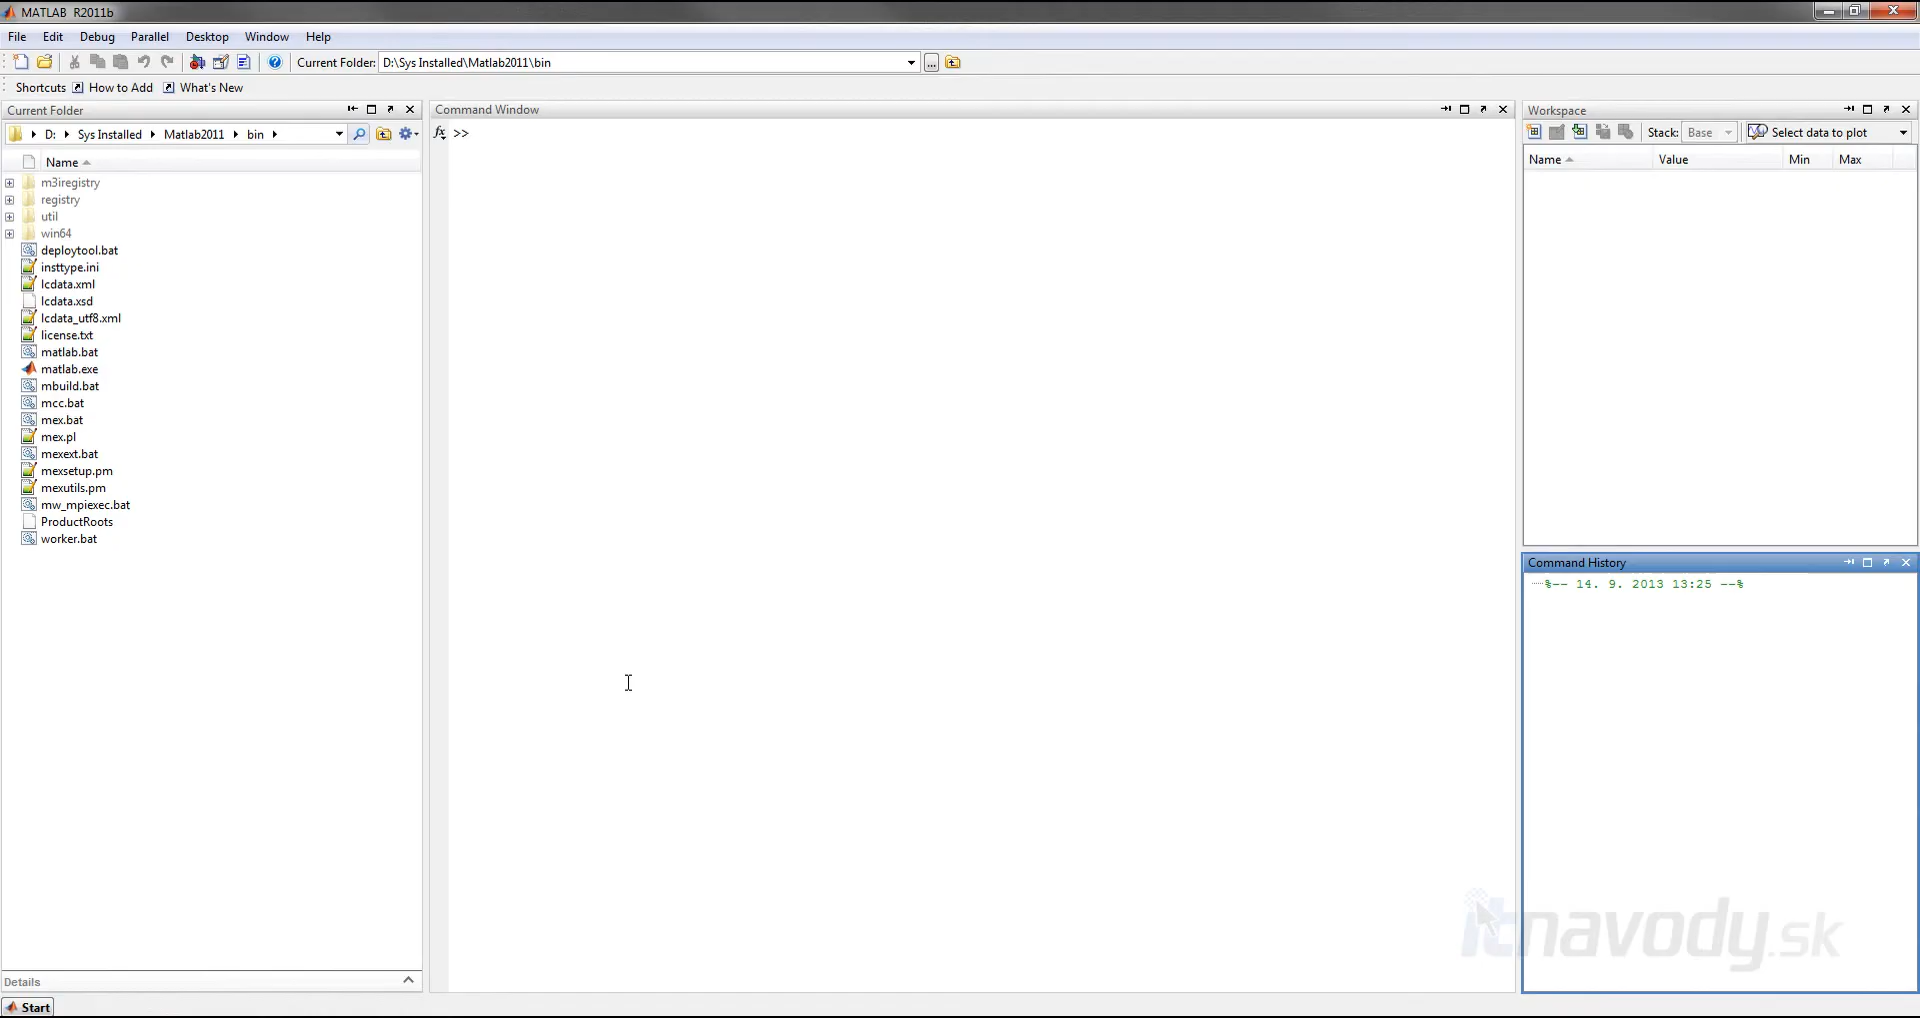 MATLAB R2011b
File Edit Debug Parallel Desktop Window Help
Current Folder: D:\Sys Installed\Matlab2011\bin ...
Shortcuts How to Add What's New
Current Folder
D: Sys Installed Matlab2011 bin
Name
m3iregistry
registry
util
win64
deploytool.bat
insttype.ini
lcdata.xml
lcdata.xsd
lcdata_utf8.xml
license.txt
matlab.bat
matlab.exe
mbuild.bat
mcc.bat
mex.bat
mex.pl
mexext.bat
mexsetup.pm
mexutils.pm
mw_mpiexec.bat
ProductRoots
worker.bat
Details
Start
Command Window
fx >>
Workspace
Stack: Base Select data to plot
Name Value Min Max
Command History
%-- 14. 9. 2013 13:25 --%
itnavody.sk